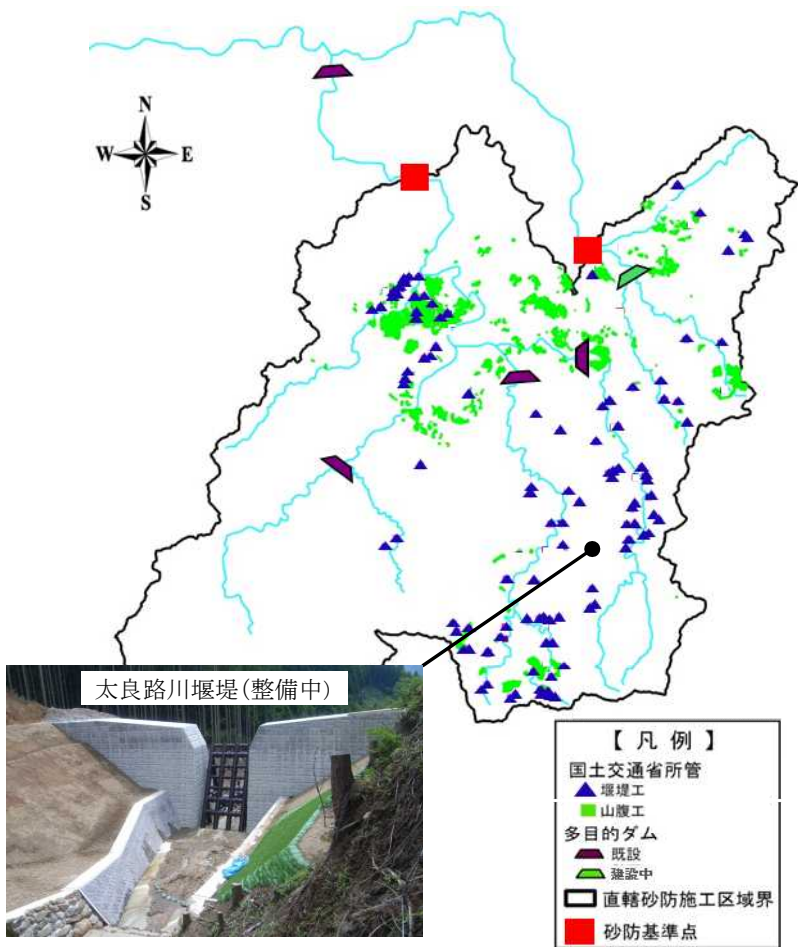 N
W E
S
太良路川堰堤(整備中)
【凡例】
国土交通省所管
堰堤工
山腹工
多目的ダム
既設
建設中
直轄砂防施工区域界
砂防基準点